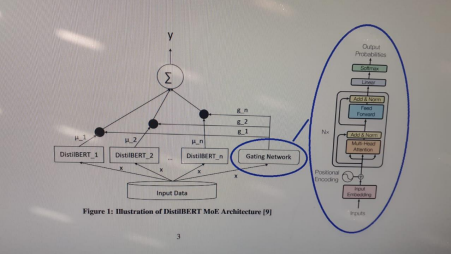 y
Σ
g_n
g_2
g_1
μ_1
μ_2
μ_n
DistilBERT_1
DistilBERT_2
...
DistilBERT_n
Gating Network
x
x
x
x
Input Data
Figure 1: Illustration of DistilBERT MoE Architecture [9]
3
Output
Probabilities
Softmax
Linear
Add & Norm
Feed
Forward
N×
Add & Norm
Multi-Head
Attention
Positional
Encoding
Input
Embedding
Inputs